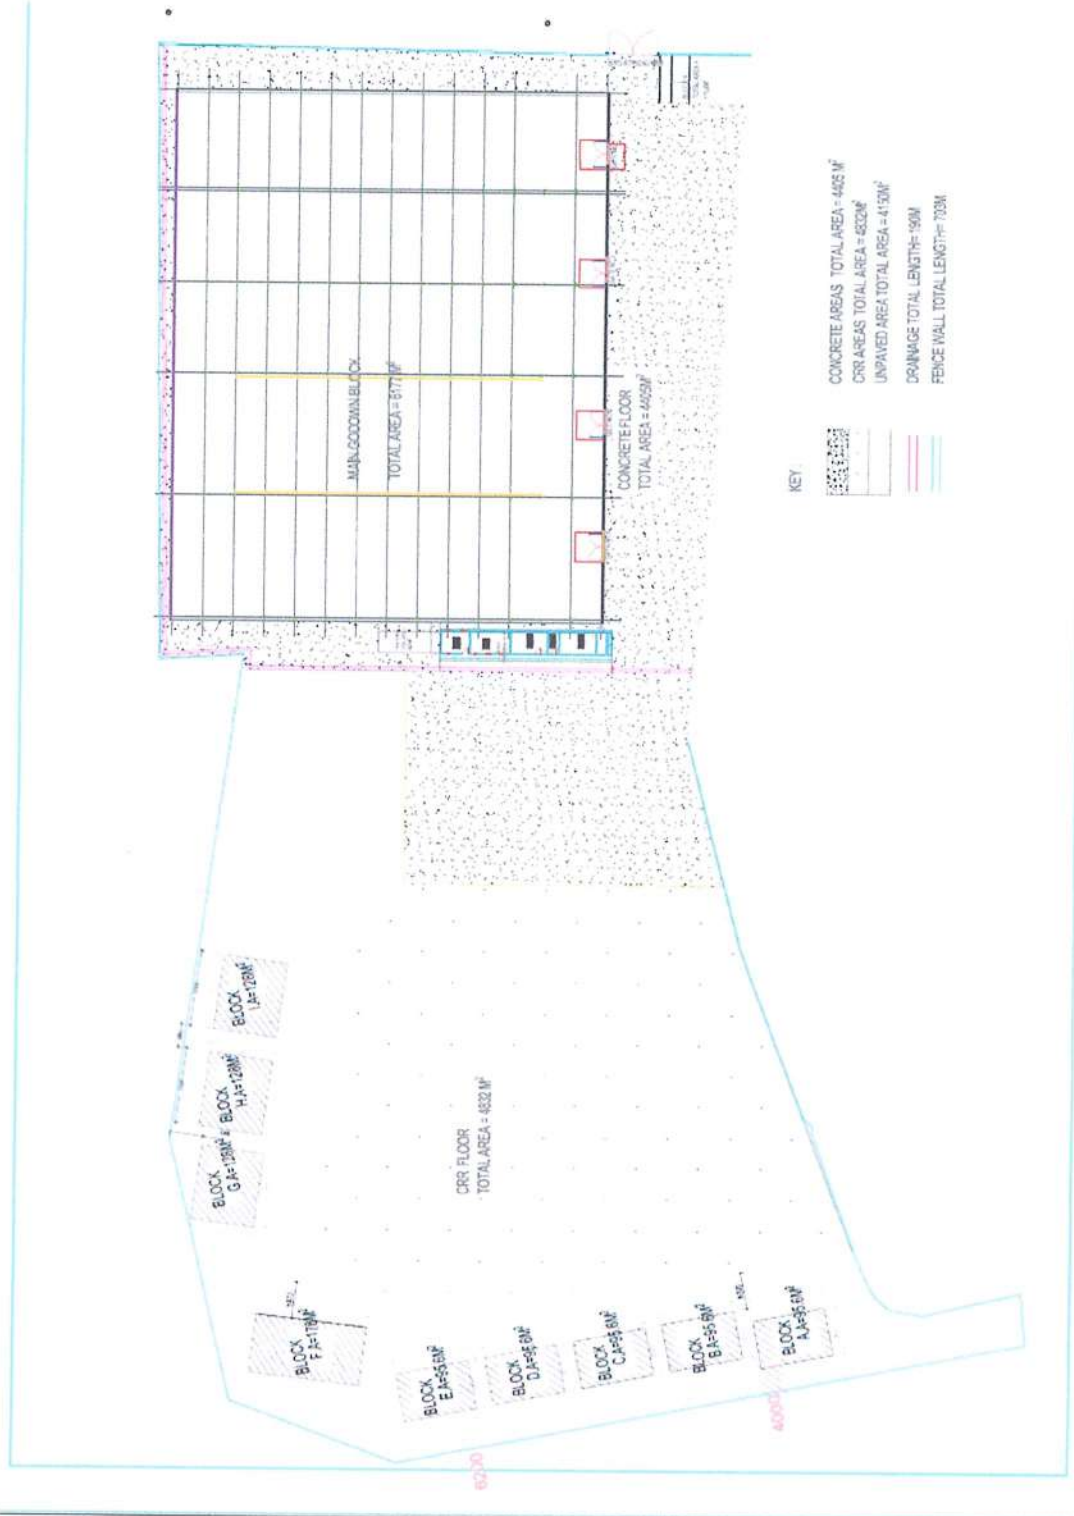 MAIN GODOWN BLOCK
TOTAL AREA = 6177M²
CONCRETE FLOOR
TOTAL AREA = 4405M²
CRR FLOOR
TOTAL AREA = 4832 M²
BLOCK
I.A=128M²
BLOCK
H.A=128M²
BLOCK
G.A=128M²
BLOCK
F.A=178M²
BLOCK
E.A=95.6M²
BLOCK
D.A=95.6M²
BLOCK
C.A=95.6M²
BLOCK
B.A=95.6M²
BLOCK
A.A=95.6M²
6200
4000
KEY:
CONCRETE AREAS TOTAL AREA = 4405 M²
CRR AREAS TOTAL AREA = 4832M²
UNPAVED AREA TOTAL AREA = 4150M²
DRAINAGE TOTAL LENGTH= 190M
FENCE WALL TOTAL LENGTH= 703M